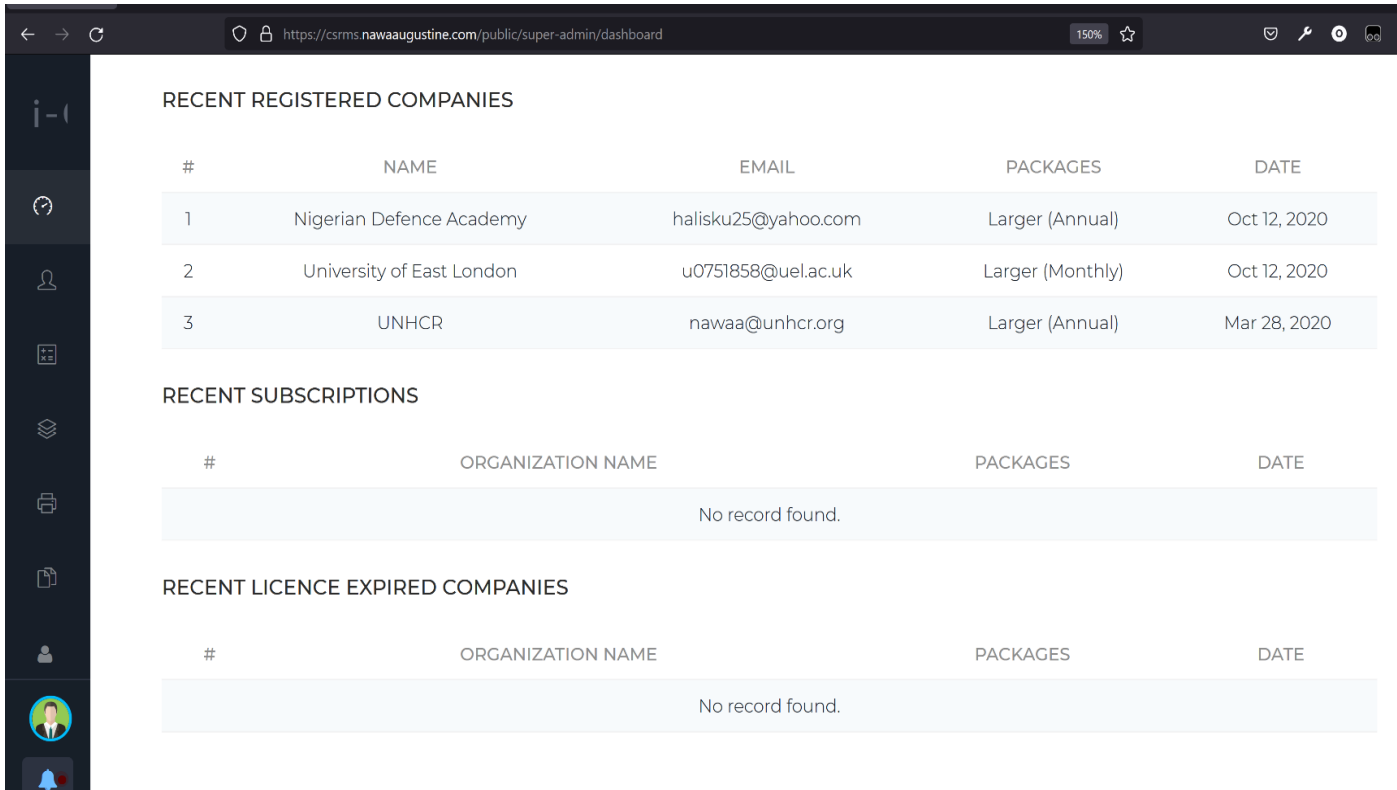 https://csrms.nawaaugustine.com/public/super-admin/dashboard 150%
i-
RECENT REGISTERED COMPANIES
# NAME EMAIL PACKAGES DATE
1 Nigerian Defence Academy halisku25@yahoo.com Larger (Annual) Oct 12, 2020
2 University of East London u0751858@uel.ac.uk Larger (Monthly) Oct 12, 2020
3 UNHCR nawaa@unhcr.org Larger (Annual) Mar 28, 2020
RECENT SUBSCRIPTIONS
# ORGANIZATION NAME PACKAGES DATE
No record found.
RECENT LICENCE EXPIRED COMPANIES
# ORGANIZATION NAME PACKAGES DATE
No record found.